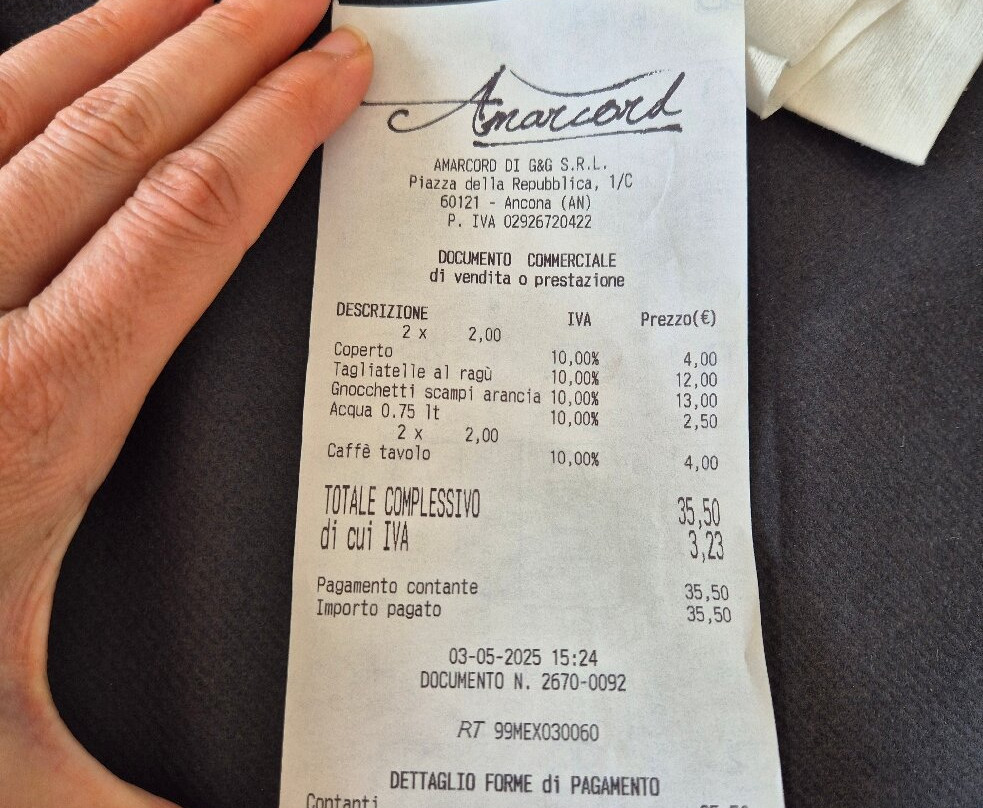 Amarcord
AMARCORD DI G&G S.R.L.
Piazza della Repubblica, 1/C
60121 - Ancona (AN)
P. IVA 02926720422
DOCUMENTO COMMERCIALE
di vendita o prestazione
DESCRIZIONE IVA Prezzo(€)
2 x 2,00
Coperto 10,00% 4,00
Tagliatelle al ragù 10,00% 12,00
Gnocchetti scampi arancia 10,00% 13,00
Acqua 0.75 lt 10,00% 2,50
2 x 2,00
Caffè tavolo 10,00% 4,00
TOTALE COMPLESSIVO 35,50
di cui IVA 3,23
Pagamento contante 35,50
Importo pagato 35,50
03-05-2025 15:24
DOCUMENTO N. 2670-0092
RT 99MEX030060
DETTAGLIO FORME di PAGAMENTO
Contanti